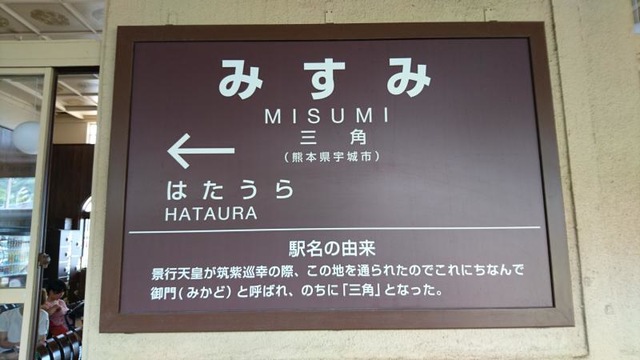 みすみ
MISUMI
三角
(熊本県宇城市)
←
はたうら
HATAURA
駅名の由来
景行天皇が筑紫巡幸の際、この地を通られたのでこれにちなんで
御門(みかど)と呼ばれ、のちに「三角」となった。